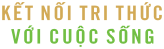 KẾT NỐI TRI THỨC
VỚI CUỘC SỐNG